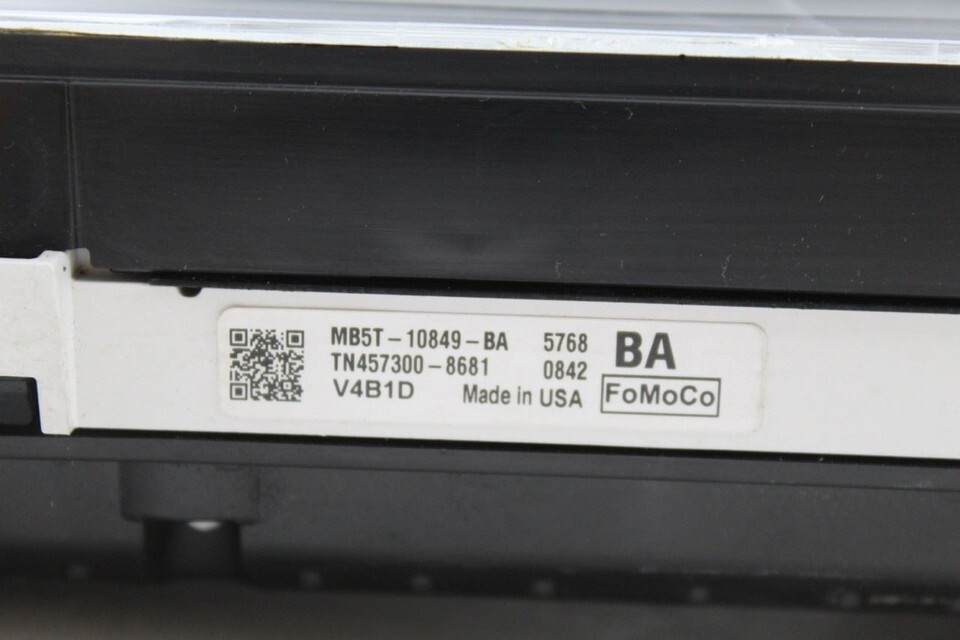 MB5T-10849-BA 5768 BA
TN457300-8681 0842
V4B1D Made in USA FoMoCo